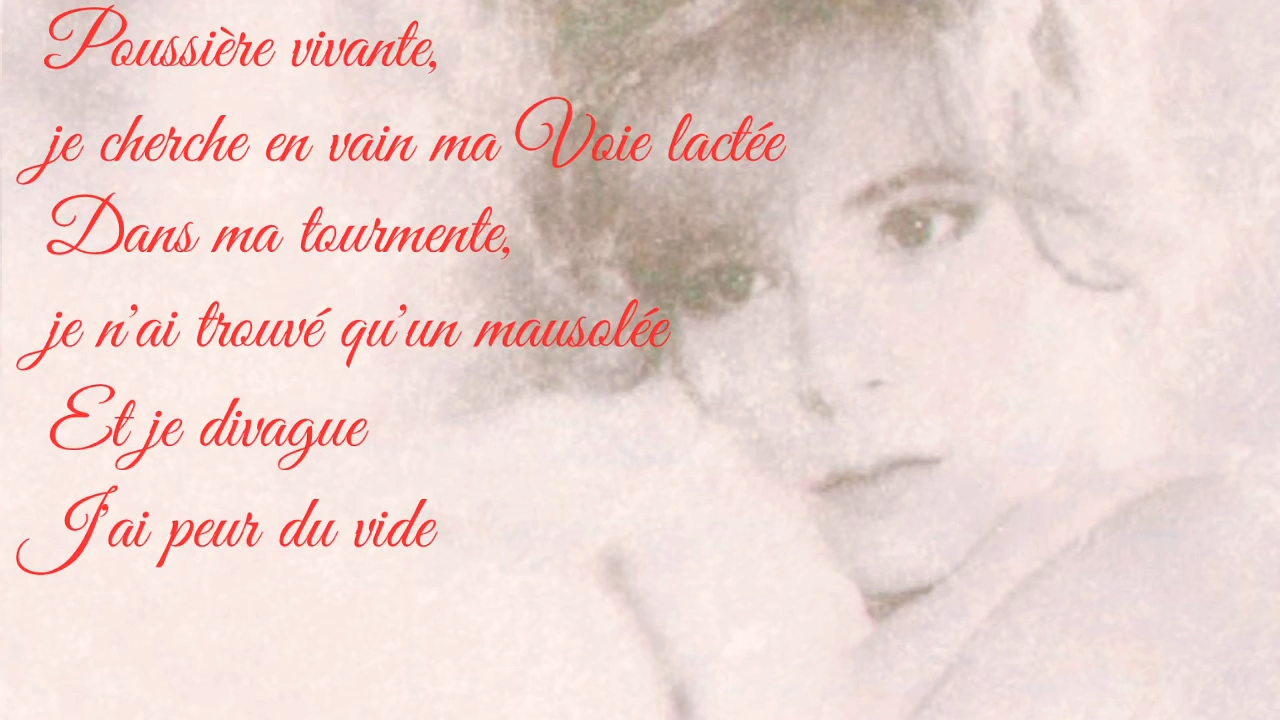 Poussière vivante,
je cherche en vain ma Voie lactée
Dans ma tourmente,
je n'ai trouvé qu'un mausolée
Et je divague
J'ai peur du vide